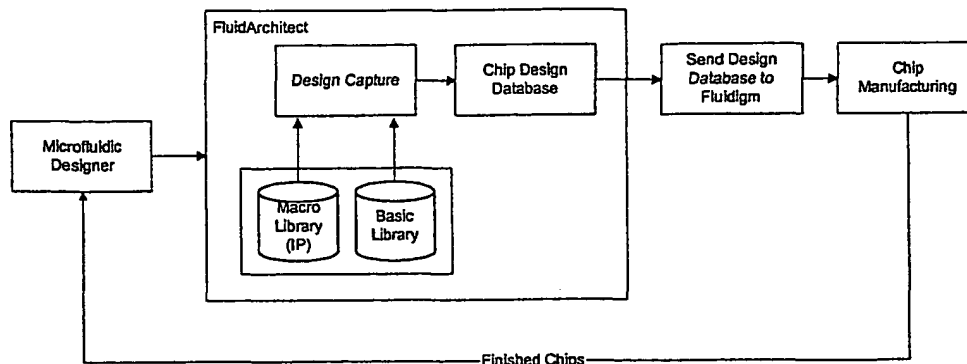 FluidArchitect
Design Capture
Chip Design
Database
Send Design
Database to
Fluidigm
Chip
Manufacturing
Microfluidic
Designer
Macro
Library
(IP)
Basic
Library
Finished Chips